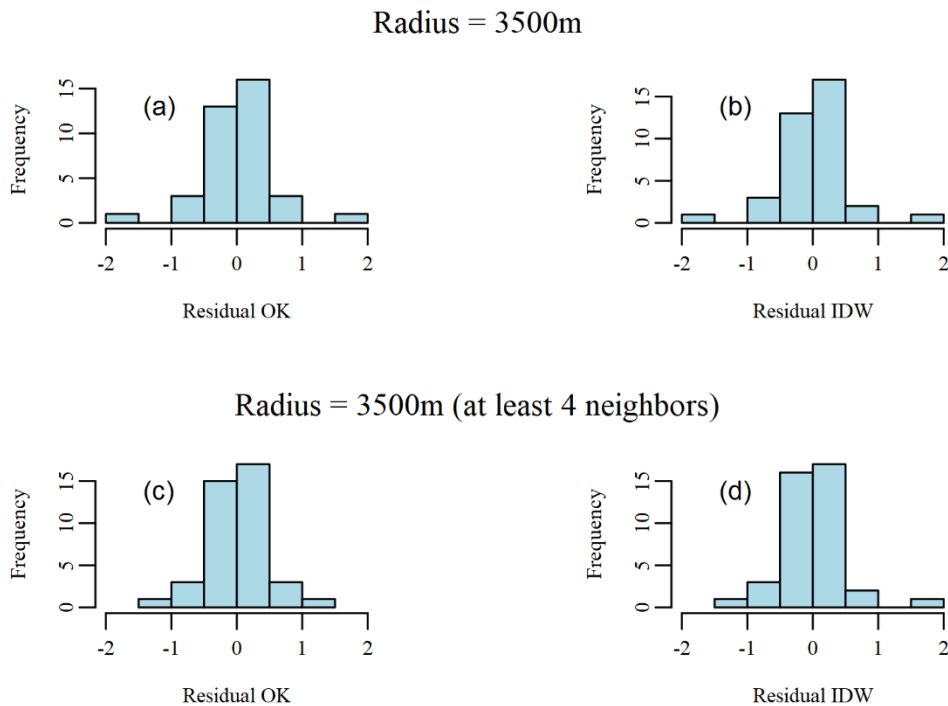 Radius = 3500m
(a)
(b)
Frequency
0 5 10 15
-2 -1 0 1 2
Residual OK
Frequency
0 5 10 15
-2 -1 0 1 2
Residual IDW
Radius = 3500m (at least 4 neighbors)
(c)
(d)
Frequency
0 5 10 15
-2 -1 0 1 2
Residual OK
Frequency
0 5 10 15
-2 -1 0 1 2
Residual IDW